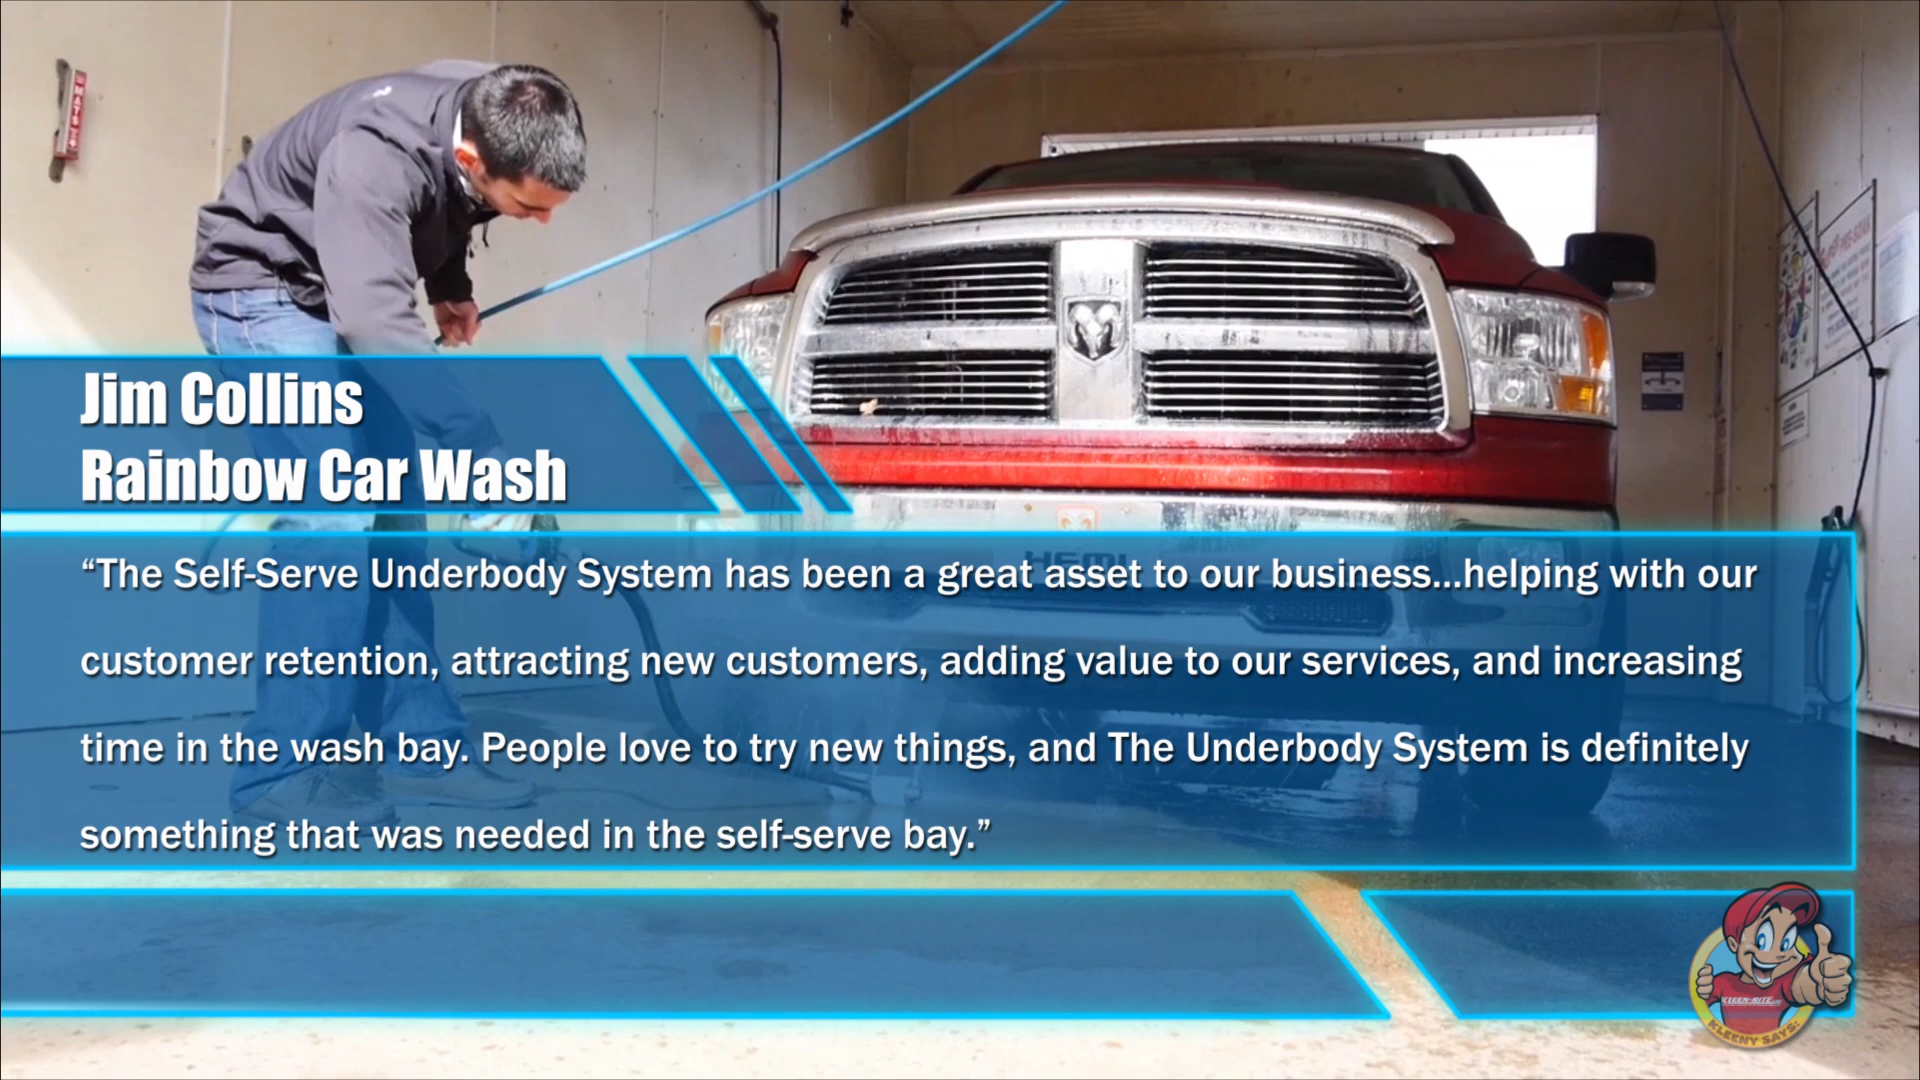 MATS
Jim Collins
Rainbow Car Wash
HEMI
“The Self-Serve Underbody System has been a great asset to our business...helping with our
customer retention, attracting new customers, adding value to our services, and increasing
time in the wash bay. People love to try new things, and The Underbody System is definitely
something that was needed in the self-serve bay.”
KLEEN-RITE
KLEENY SAYS: